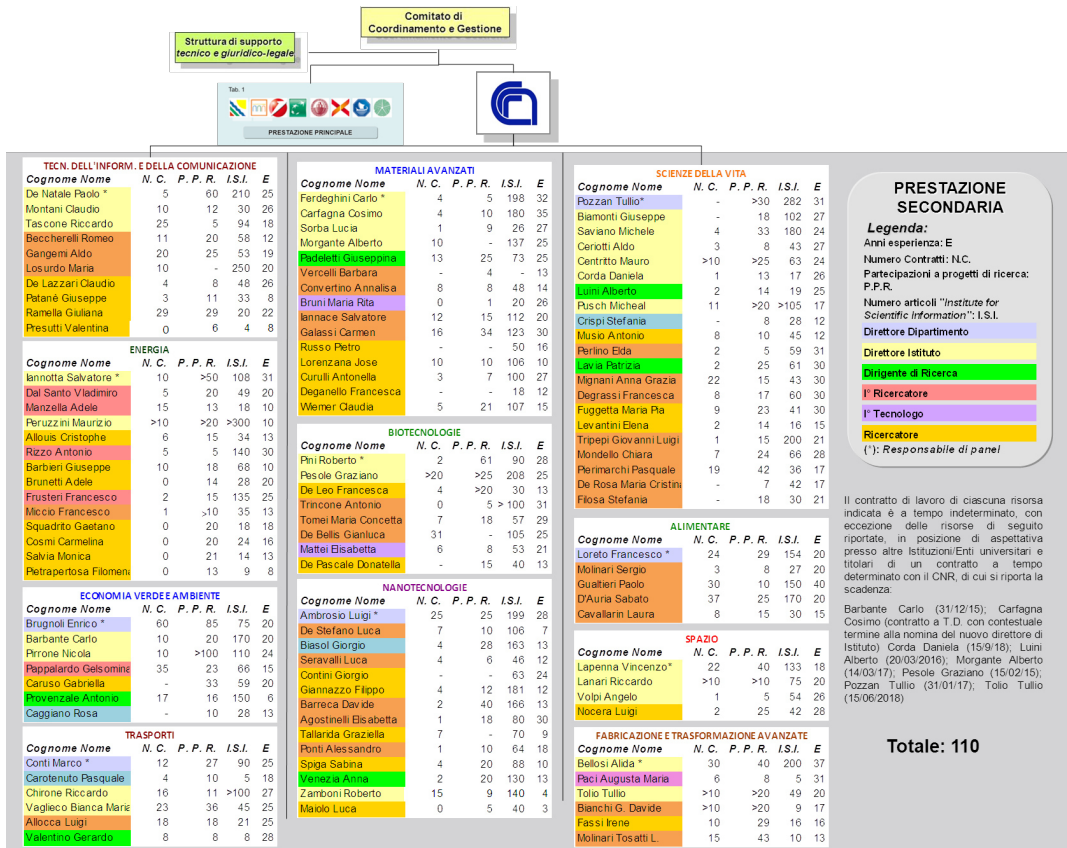 Comitato di
Coordinamento e Gestione
Struttura di supporto
tecnico e giuridico-legale
Tab. 1
PRESTAZIONE PRINCIPALE
TECN. DELL'INFORM. E DELLA COMUNICAZIONE
Cognome Nome N. C. P. P. R. I.S.I. E
De Natale Paolo * 5 60 210 25
Montani Claudio 10 12 30 26
Tascone Riccardo 25 5 94 18
Beccherelli Romeo 11 20 58 12
Gangemi Aldo 20 25 53 19
Losurdo Maria 10 - 250 20
De Lazzari Claudio 4 8 48 26
Patané Giuseppe 3 11 33 8
Ramella Giuliana 29 29 20 22
Presutti Valentina 0 6 4 8
ENERGIA
Cognome Nome N. C. P. P. R. I.S.I. E
Iannotta Salvatore * 10 >50 108 31
Dal Santo Vladimiro 5 20 49 20
Manzella Adele 15 13 18 10
Peruzzini Maurizio >10 >20 >300 10
Allouis Cristophe 6 15 34 13
Rizzo Antonio 5 5 140 30
Barbieri Giuseppe 10 18 68 10
Brunetti Adele 0 14 28 20
Frusteri Francesco 2 15 135 25
Miccio Francesco 1 >10 35 13
Squadrito Gaetano 0 20 18 18
Cosmi Carmelina 0 20 24 16
Salvia Monica 0 21 14 13
Pietrapertosa Filomena 0 13 9 8
ECONOMIA VERDE E AMBIENTE
Cognome Nome N. C. P. P. R. I.S.I. E
Brugnoli Enrico * 60 85 75 20
Barbante Carlo 10 20 170 20
Pirrone Nicola 10 >100 110 24
Pappalardo Gelsomina 35 23 66 15
Caruso Gabriella - 33 59 20
Provenzale Antonio 17 16 150 6
Caggiano Rosa - 10 28 13
TRASPORTI
Cognome Nome N. C. P. P. R. I.S.I. E
Conti Marco * 12 27 90 25
Carotenuto Pasquale 4 10 5 18
Chirone Riccardo 16 11 >100 27
Vaglieco Bianca Maria 23 36 45 25
Allocca Luigi 18 18 21 25
Valentino Gerardo 8 8 8 28
MATERIALI AVANZATI
Cognome Nome N. C. P. P. R. I.S.I. E
Ferdeghini Carlo * 4 5 198 32
Carfagna Cosimo 4 10 180 35
Sorba Lucia 1 9 26 27
Morgante Alberto 10 - 137 25
Padeletti Giuseppina 13 25 73 25
Vercelli Barbara - 4 - 13
Convertino Annalisa 8 8 48 14
Bruni Maria Rita 0 1 20 26
Iannace Salvatore 12 15 112 20
Galassi Carmen 16 34 123 30
Russo Pietro - - 50 16
Lorenzana Jose 10 10 106 10
Curulli Antonella 3 7 100 27
Deganello Francesca - - 18 12
Wiemer Claudia 5 21 107 15
BIOTECNOLOGIE
Cognome Nome N. C. P. P. R. I.S.I. E
Pini Roberto * 2 61 90 28
Pesole Graziano >20 >25 208 25
De Leo Francesca 4 >20 30 13
Trincone Antonio 0 5 > 100 31
Tomei Maria Concetta 7 18 57 29
De Bellis Gianluca 31 - 105 25
Mattei Elisabetta 6 8 53 21
De Pascale Donatella - 15 40 13
NANOTECNOLOGIE
Cognome Nome N. C. P. P. R. I.S.I. E
Ambrosio Luigi * 25 25 199 28
De Stefano Luca 7 10 106 7
Biasol Giorgio 4 28 163 13
Seravalli Luca 4 6 46 12
Contini Giorgio - - 63 24
Giannazzo Filippo 4 12 181 12
Barreca Davide 2 40 166 13
Agostinelli Elisabetta 1 18 80 30
Tallarida Graziella 7 - 70 9
Ponti Alessandro 1 10 64 18
Spiga Sabina 4 20 88 10
Venezia Anna 2 20 130 13
Zamboni Roberto 15 9 140 4
Maiolo Luca 0 5 40 3
SCIENZE DELLA VITA
Cognome Nome N. C. P. P. R. I.S.I. E
Pozzan Tullio* - >30 282 31
Biamonti Giuseppe - 18 102 27
Saviano Michele 4 33 180 24
Ceriotti Aldo 3 8 43 27
Centritto Mauro >10 >25 63 24
Corda Daniela 1 13 17 26
Luini Alberto 2 14 19 25
Pusch Micheal 11 >20 >105 17
Crispi Stefania - 8 28 12
Musio Antonio 8 10 45 12
Perlino Elda 2 5 59 31
Lavia Patrizia 2 25 61 30
Mignani Anna Grazia 22 15 43 30
Degrassi Francesca 8 17 60 30
Fuggetta Maria Pia 9 23 41 30
Levantini Elena 2 14 16 15
Tripepi Giovanni Luigi 1 15 200 21
Mondello Chiara 7 24 66 28
Pierimarchi Pasquale 19 42 36 17
De Rosa Maria Cristina - 7 42 17
Filosa Stefania - 18 30 21
ALIMENTARE
Cognome Nome N. C. P. P. R. I.S.I. E
Loreto Francesco * 24 29 154 20
Molinari Sergio 3 8 27 20
Gualtieri Paolo 30 10 150 40
D'Auria Sabato 37 25 170 20
Cavallarin Laura 8 15 30 15
SPAZIO
Cognome Nome N. C. P. P. R. I.S.I. E
Lapenna Vincenzo* 22 40 133 18
Lanari Riccardo >10 >10 75 20
Volpi Angelo 1 5 54 26
Nocera Luigi 2 25 42 28
FABRICAZIONE E TRASFORMAZIONE AVANZATE
Cognome Nome N. C. P. P. R. I.S.I. E
Bellosi Alida * 30 40 200 37
Paci Augusta Maria 6 8 5 31
Tolio Tullio >10 >20 49 20
Bianchi G. Davide >10 >20 9 17
Fassi Irene 10 29 16 16
Molinari Tosatti L. 15 43 10 13
PRESTAZIONE
SECONDARIA
Legenda:
Anni esperienza: E
Numero Contratti: N.C.
Partecipazioni a progetti di ricerca:
P.P.R.
Numero articoli "Institute for
Scientific Information": I.S.I.
Direttore Dipartimento
Direttore Istituto
Dirigente di Ricerca
I° Ricercatore
I° Tecnologo
Ricercatore
(*): Responsabile di panel
Il contratto di lavoro di ciascuna risorsa
indicata è a tempo indeterminato, con
eccezione delle risorse di seguito
riportate, in posizione di aspettativa
presso altre Istituzioni/Enti universitari e
titolari di un contratto a tempo
determinato con il CNR, di cui si riporta la
scadenza:
Barbante Carlo (31/12/15); Carfagna
Cosimo (contratto a T.D. con contestuale
termine alla nomina del nuovo direttore di
Istituto) Corda Daniela (15/9/18); Luini
Alberto (20/03/2016); Morgante Alberto
(14/03/17); Pesole Graziano (15/02/15);
Pozzan Tullio (31/01/17); Tolio Tullio
(15/06/2018)
Totale: 110